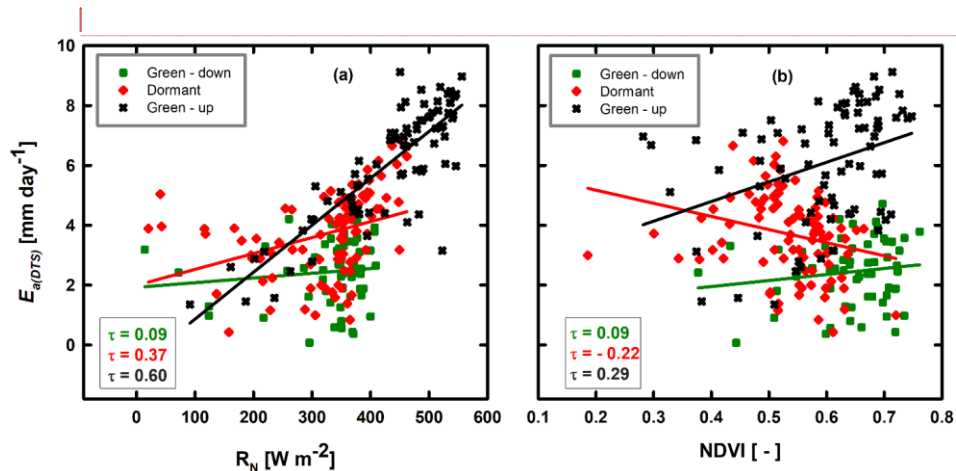 Green - down
Dormant
Green - up
(a)
τ = 0.09
τ = 0.37
τ = 0.60
10
8
6
4
2
0
E a(DTS) [mm day-1]
0 100 200 300 400 500 600
RN [W m-2]
Green - down
Dormant
Green - up
(b)
τ = 0.09
τ = - 0.22
τ = 0.29
0.1 0.2 0.3 0.4 0.5 0.6 0.7 0.8
NDVI [ - ]